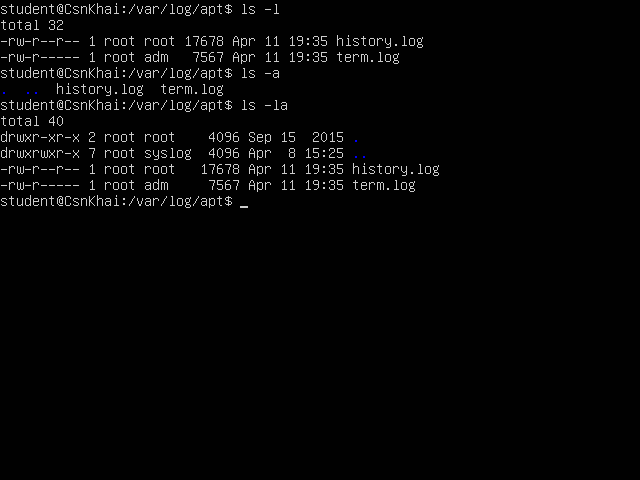 student@CsnKhai:/var/log/apt$ ls -l
total 32
-rw-r--r-- 1 root root 17678 Apr 11 19:35 history.log
-rw-r----- 1 root adm   7567 Apr 11 19:35 term.log
student@CsnKhai:/var/log/apt$ ls -a
.  ..  history.log  term.log
student@CsnKhai:/var/log/apt$ ls -la
total 40
drwxr-xr-x 2 root root    4096 Sep 15  2015 .
drwxrwxr-x 7 root syslog  4096 Apr  8 15:25 ..
-rw-r--r-- 1 root root   17678 Apr 11 19:35 history.log
-rw-r----- 1 root adm     7567 Apr 11 19:35 term.log
student@CsnKhai:/var/log/apt$ _